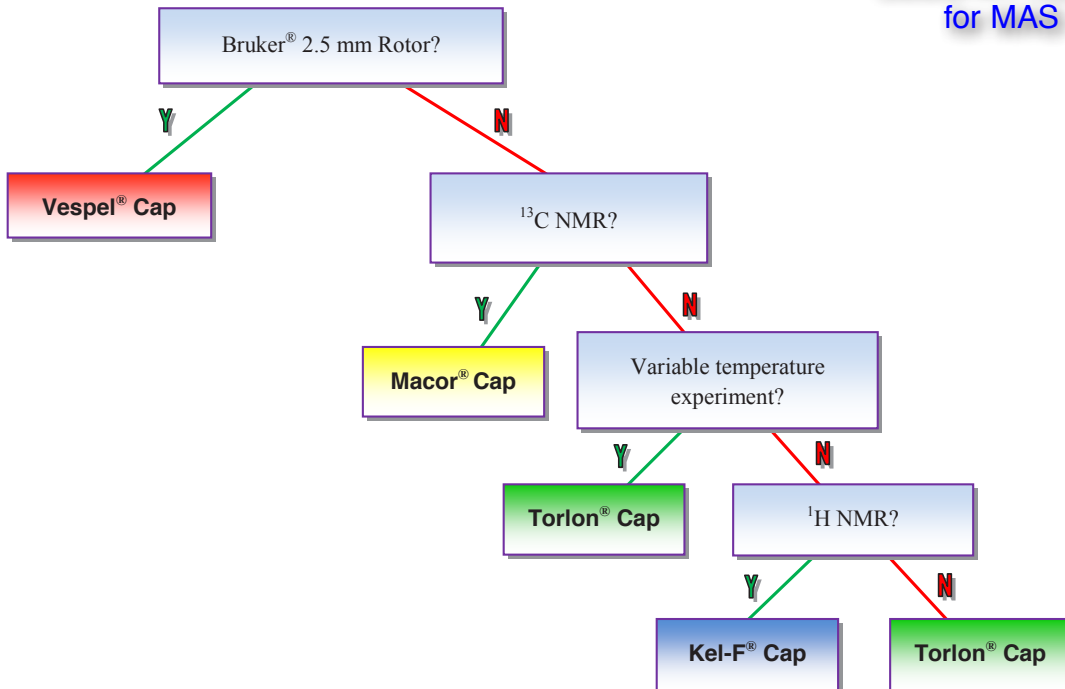 for MAS
Bruker® 2.5 mm Rotor?
Y
N
Vespel® Cap
¹³C NMR?
Y
N
Macor® Cap
Variable temperature
experiment?
Y
N
Torlon® Cap
¹H NMR?
Y
N
Kel-F® Cap
Torlon® Cap